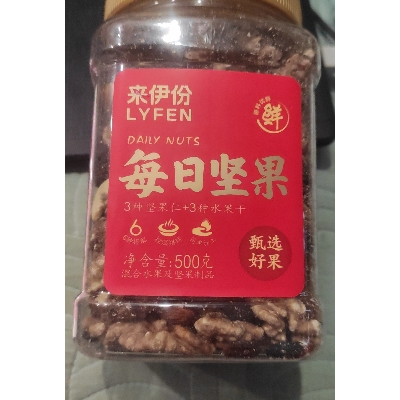 来伊份
LYFEN
鲜
DAILY NUTS
每日坚果
3种坚果仁+3种水果干
6
甄选
好果
净含量:500克
混合水果及坚果制品